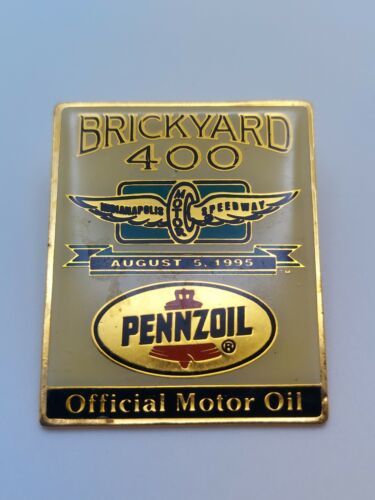 BRICKYARD
400
INDIANAPOLIS MOTOR SPEEDWAY
AUGUST 5, 1995
PENNZOIL ®
Official Motor Oil